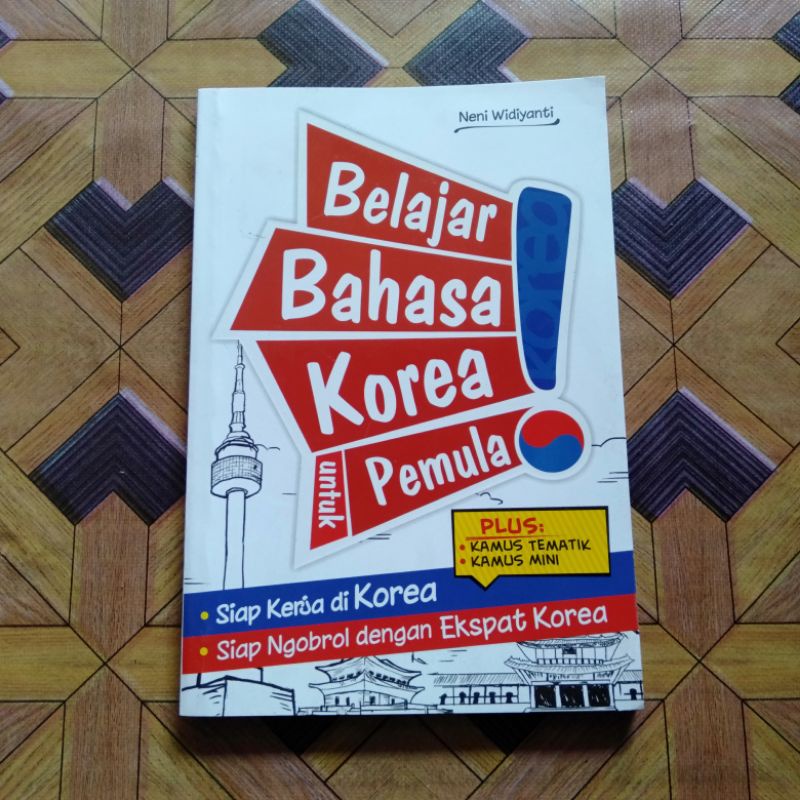 Neni Widiyanti
Belajar
Bahasa
Korea
untuk
Pemula
Korea
PLUS:
• KAMUS TEMATIK
• KAMUS MINI
• Siap Kerja di Korea
• Siap Ngobrol dengan Ekspat Korea